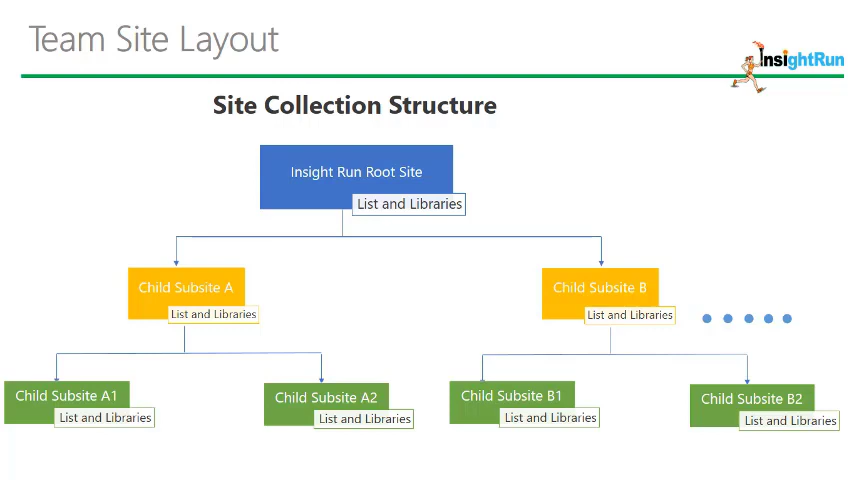 Team Site Layout
InsightRun
Site Collection Structure
Insight Run Root Site
List and Libraries
Child Subsite A
List and Libraries
Child Subsite B
List and Libraries
Child Subsite A1
List and Libraries
Child Subsite A2
List and Libraries
Child Subsite B1
List and Libraries
Child Subsite B2
List and Libraries